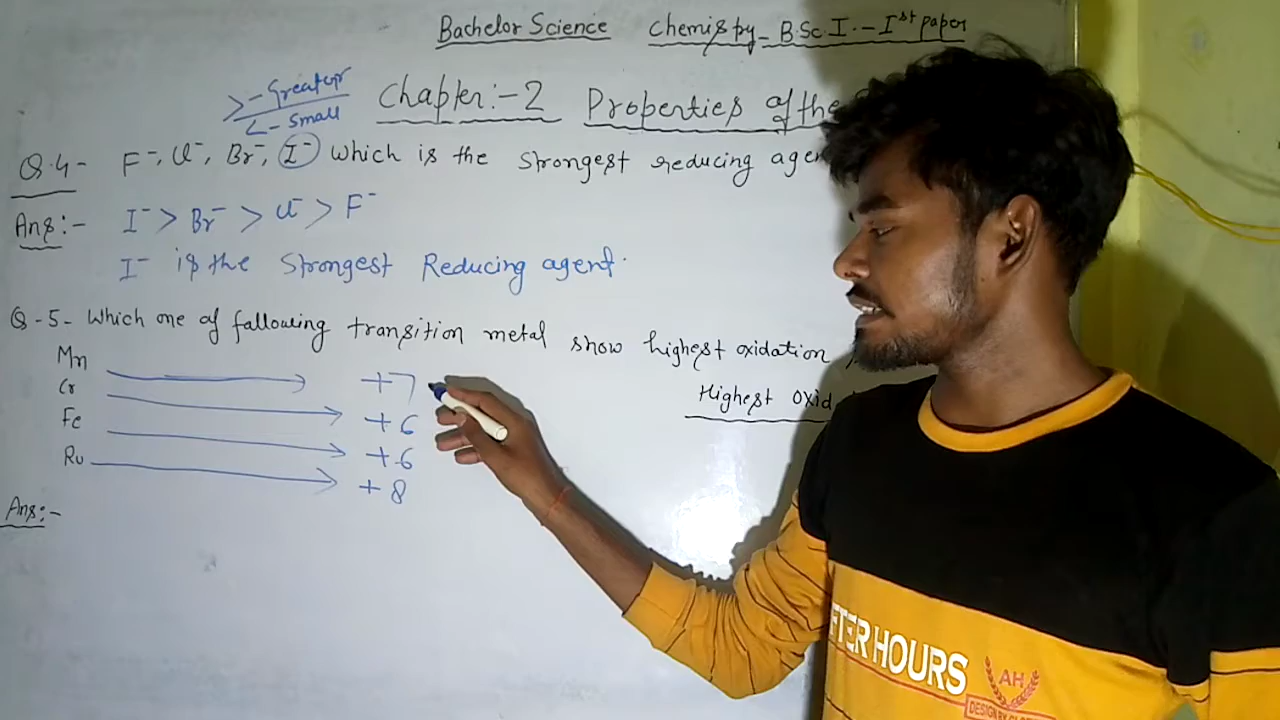 Bachelor Science Chemistry - B.Sc. I. - Ist paper
> - Greater
< - Small
Chapter:-2 Properties of the
Q.4- F-, Cl-, Br-, I- which is the strongest reducing agen
Ans:- I- > Br- > Cl- > F-
I- is the Strongest Reducing agent.
Q-5- Which one of fallowing transition metal show highest oxidation
Highest Oxid
Mn +7
Cr +6
Fe +6
Ru +8
Ans:-
AFTER HOURS
AH